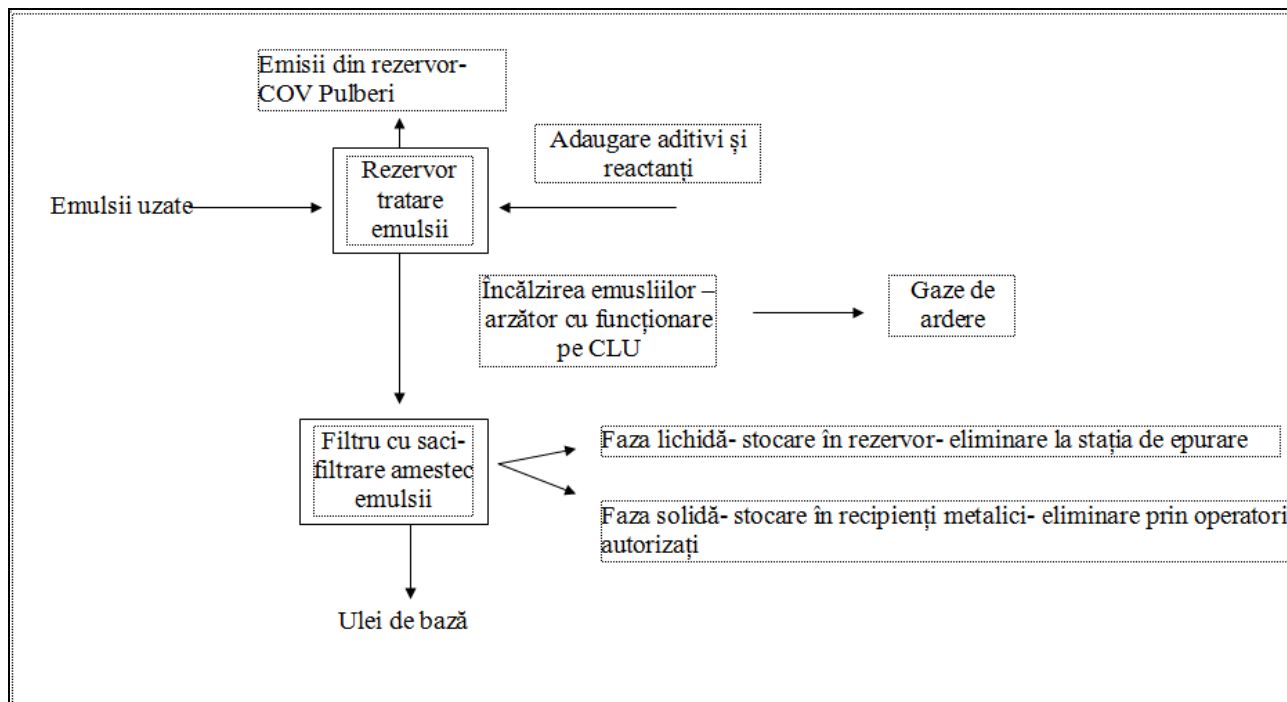 Emisii din rezervor-
COV Pulberi
Adaugare aditivi și
reactanți
Rezervor
tratare
emulsii
Emulsii uzate
Încălzirea emusliilor –
arzător cu funcționare
pe CLU
Gaze de
ardere
Filtru cu saci-
filtrare amestec
emulsii
Faza lichidă- stocare în rezervor- eliminare la stația de epurare
Faza solidă- stocare în recipienți metalici- eliminare prin operatori
autorizați
Ulei de bază